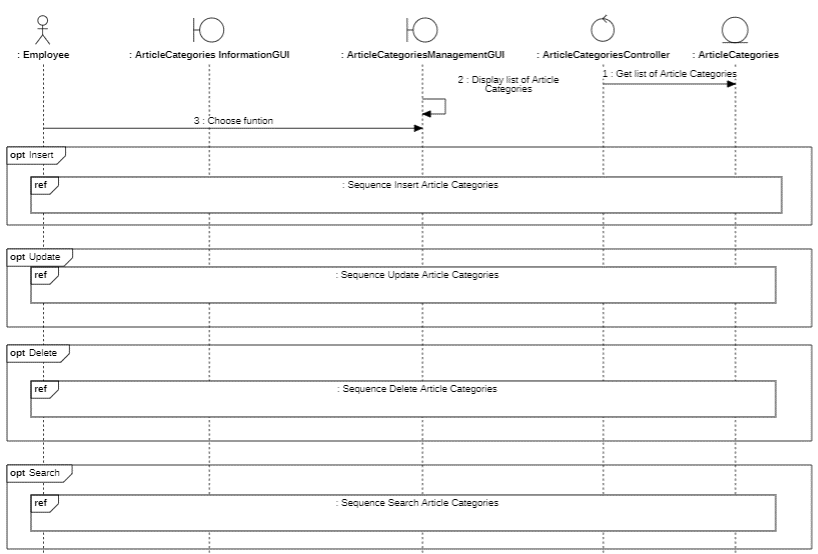 : Employee
: ArticleCategories InformationGUI
: ArticleCategoriesManagementGUI
: ArticleCategoriesController
: ArticleCategories
1 : Get list of Article Categories
2 : Display list of Article
Categories
3 : Choose funtion
opt Insert
ref
: Sequence Insert Article Categories
opt Update
ref
: Sequence Update Article Categories
opt Delete
ref
: Sequence Delete Article Categories
opt Search
ref
: Sequence Search Article Categories